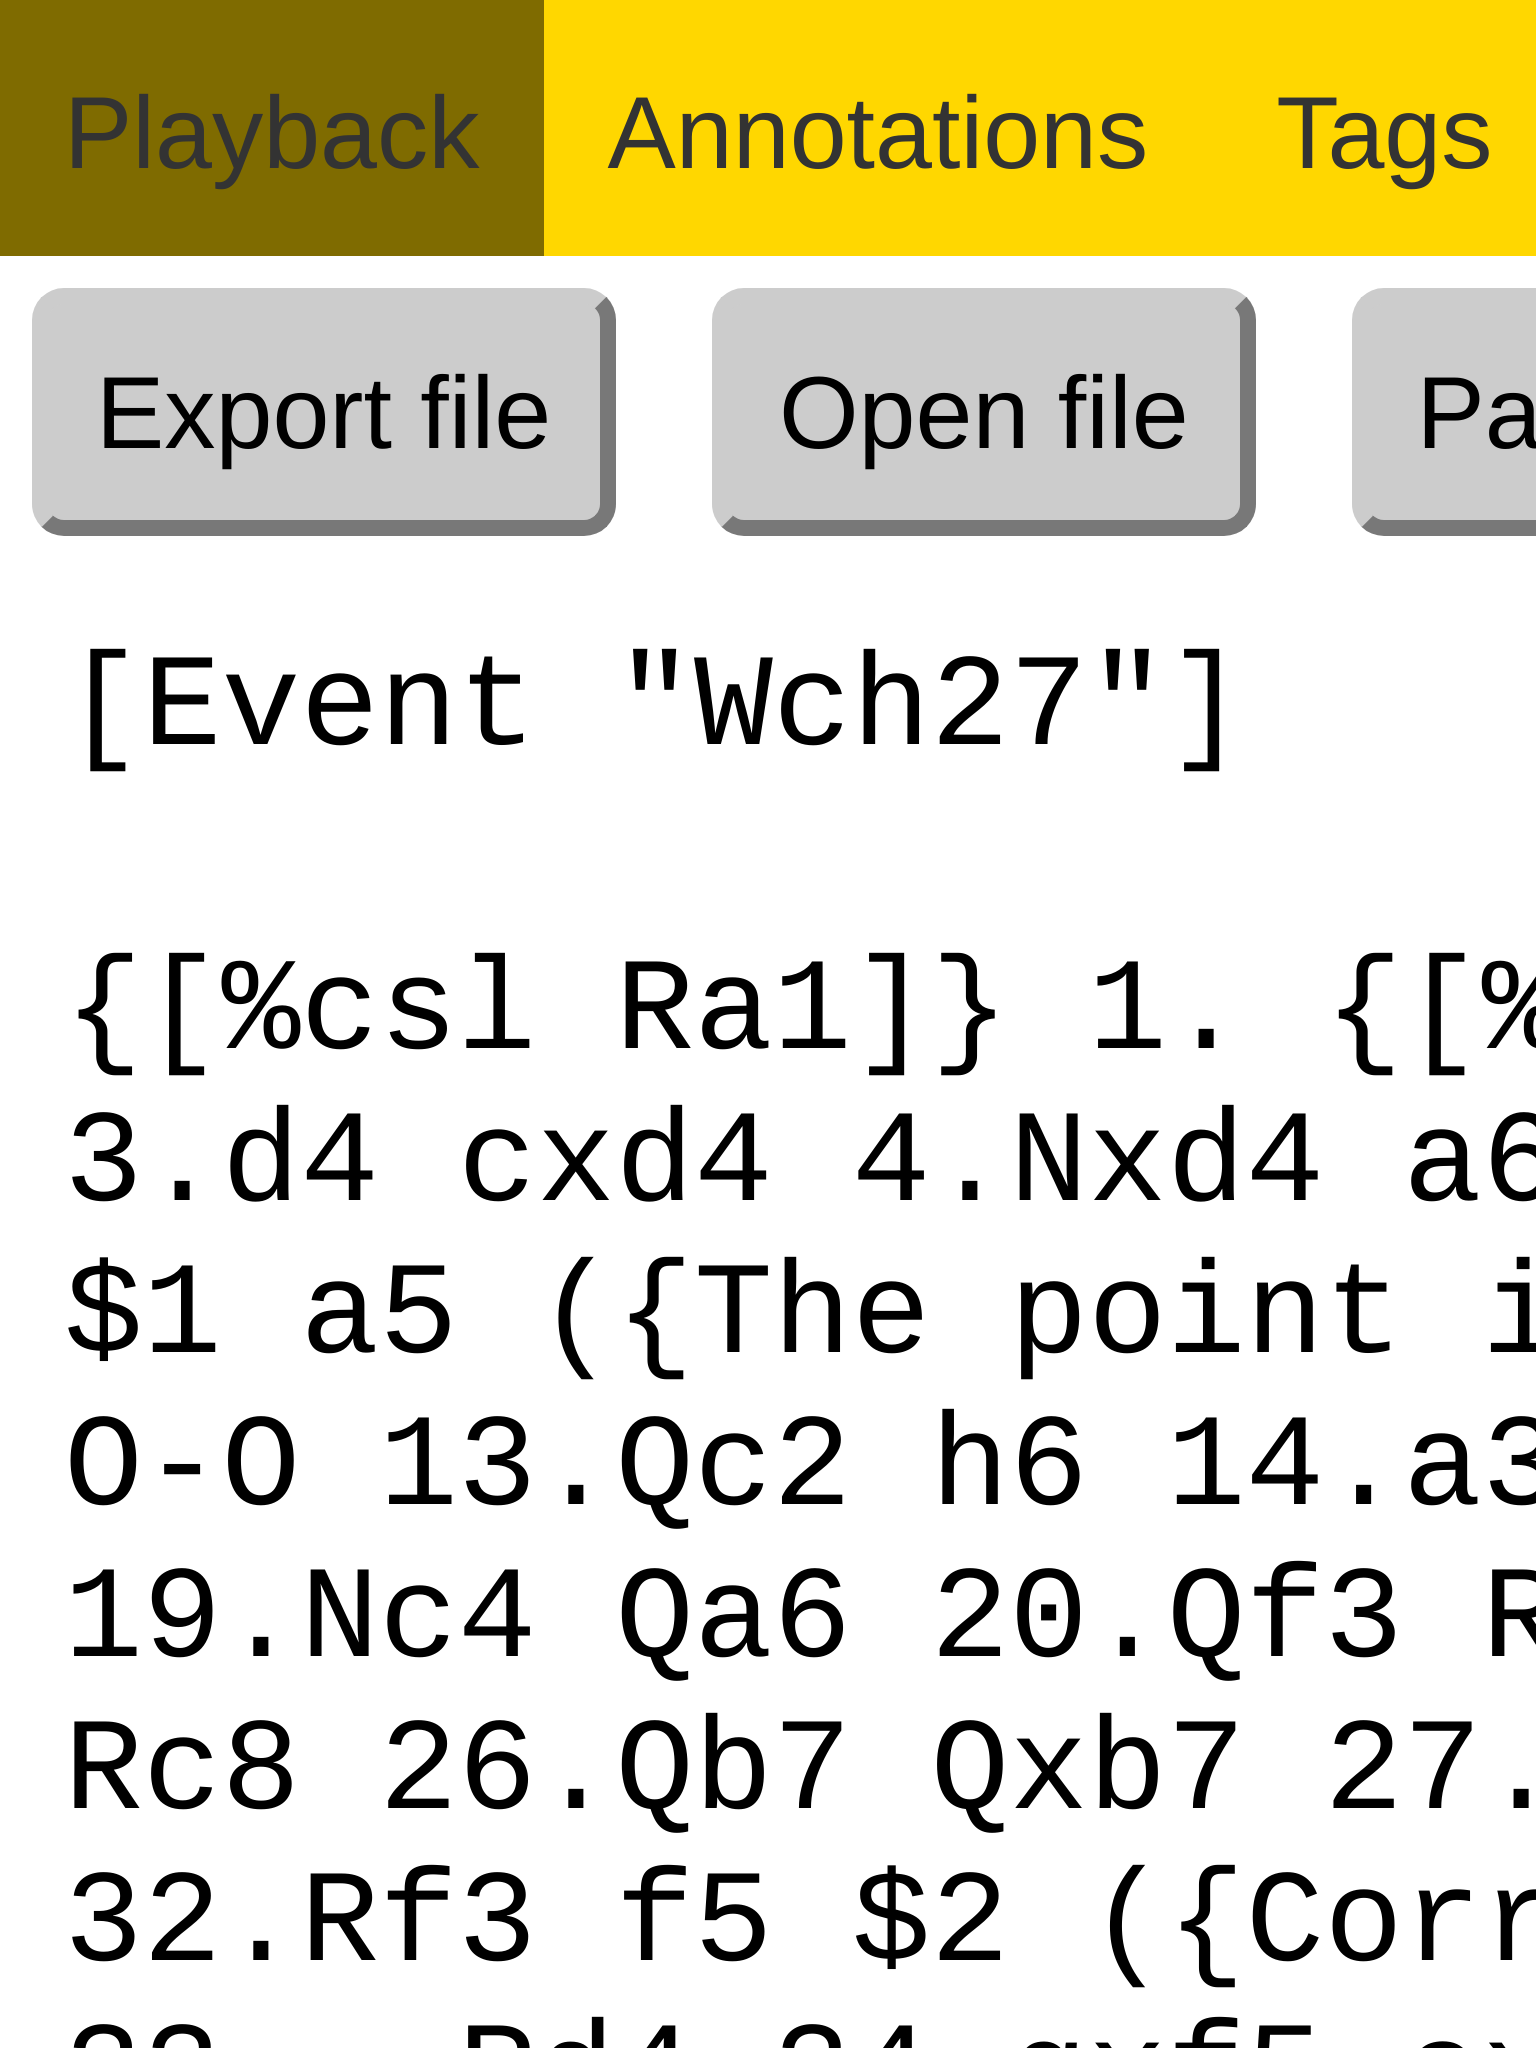 Playback Annotations Tags
Export file Open file
[Event "Wch27"]
{[%csl Ra1]} 1. {[%
3.d4 cxd4 4.Nxd4 a6
$1 a5 ({The point i
O-O 13.Qc2 h6 14.a3
19.Nc4 Qa6 20.Qf3 R
Rc8 26.Qb7 Qxb7 27.
32.Rf3 f5 $2 ({Corr